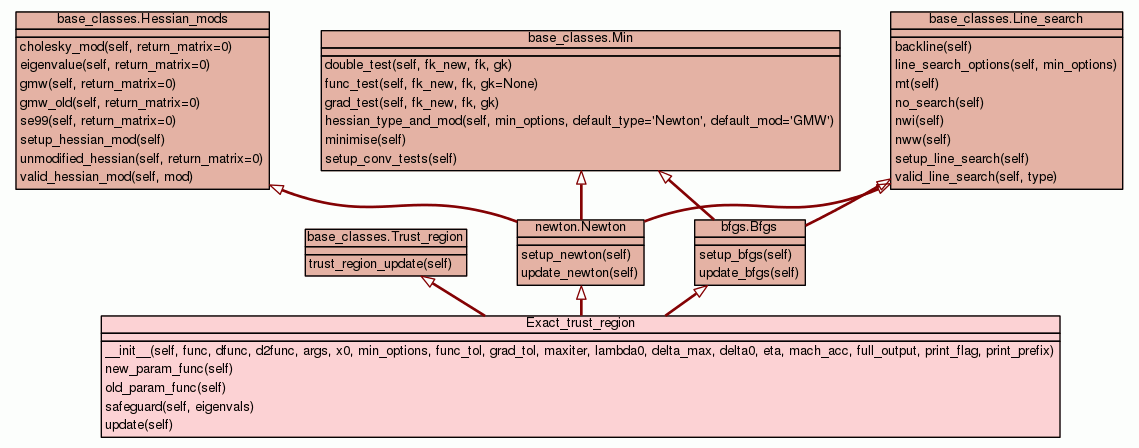 base_classes.Hessian_mods
cholesky_mod(self, return_matrix=0)
eigenvalue(self, return_matrix=0)
gmw(self, return_matrix=0)
gmw_old(self, return_matrix=0)
se99(self, return_matrix=0)
setup_hessian_mod(self)
unmodified_hessian(self, return_matrix=0)
valid_hessian_mod(self, mod)
base_classes.Min
double_test(self, fk_new, fk, gk)
func_test(self, fk_new, fk, gk=None)
grad_test(self, fk_new, fk, gk)
hessian_type_and_mod(self, min_options, default_type='Newton', default_mod='GMW')
minimise(self)
setup_conv_tests(self)
base_classes.Line_search
backline(self)
line_search_options(self, min_options)
mt(self)
no_search(self)
nwi(self)
nww(self)
setup_line_search(self)
valid_line_search(self, type)
base_classes.Trust_region
trust_region_update(self)
newton.Newton
setup_newton(self)
update_newton(self)
bfgs.Bfgs
setup_bfgs(self)
update_bfgs(self)
Exact_trust_region
__init__(self, func, dfunc, d2func, args, x0, min_options, func_tol, grad_tol, maxiter, lambda0, delta_max, delta0, eta, mach_acc, full_output, print_flag, print_prefix)
new_param_func(self)
old_param_func(self)
safeguard(self, eigenvals)
update(self)